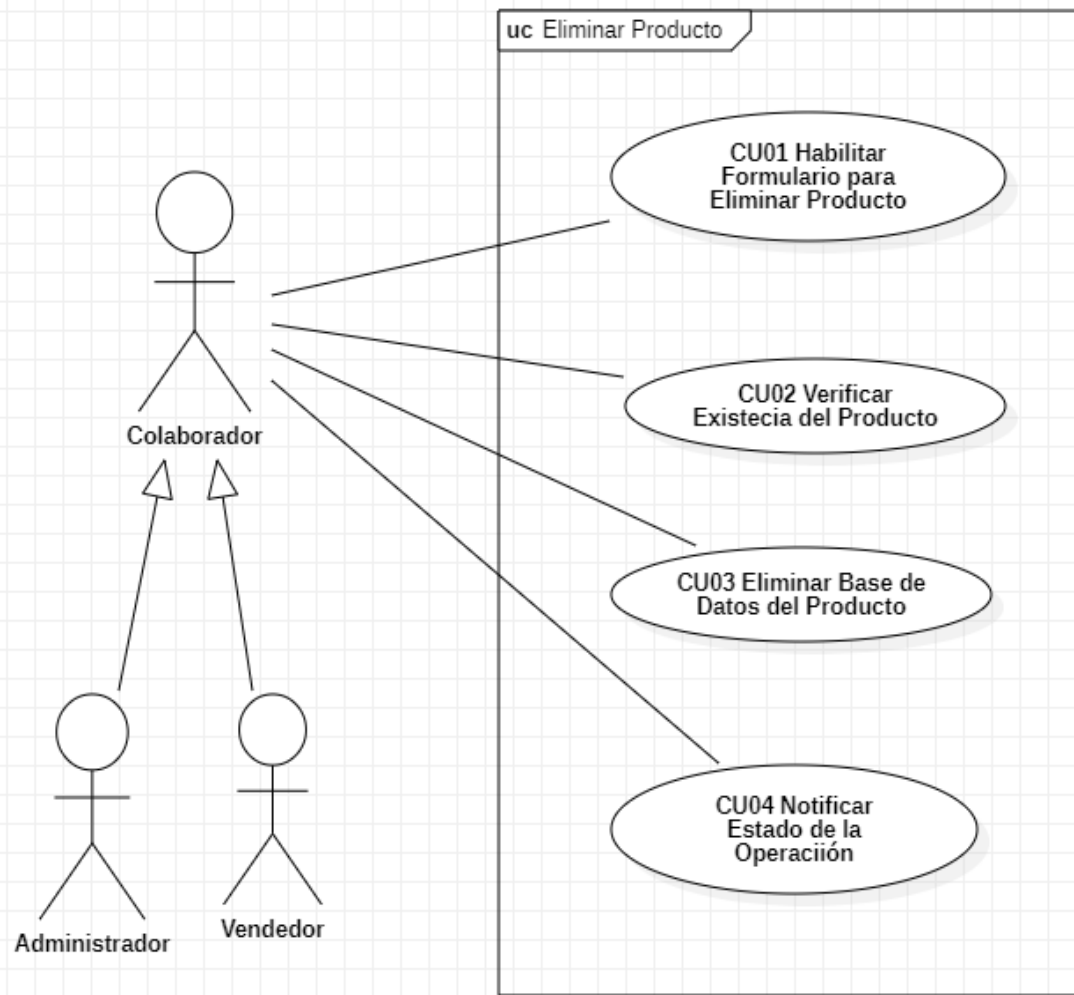 uc Eliminar Producto
CU01 Habilitar
Formulario para
Eliminar Producto
CU02 Verificar
Existecia del Producto
Colaborador
CU03 Eliminar Base de
Datos del Producto
CU04 Notificar
Estado de la
Operaciión
Administrador
Vendedor